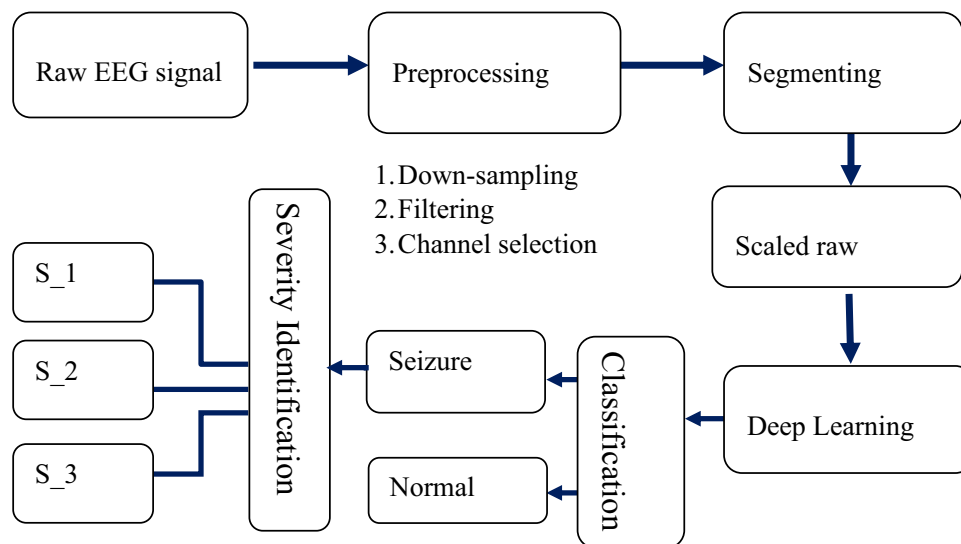 Raw EEG signal
Preprocessing
Segmenting
1. Down-sampling
2. Filtering
3. Channel selection
Scaled raw
Deep Learning
Classification
Seizure
Normal
Severity Identification
S_1
S_2
S_3